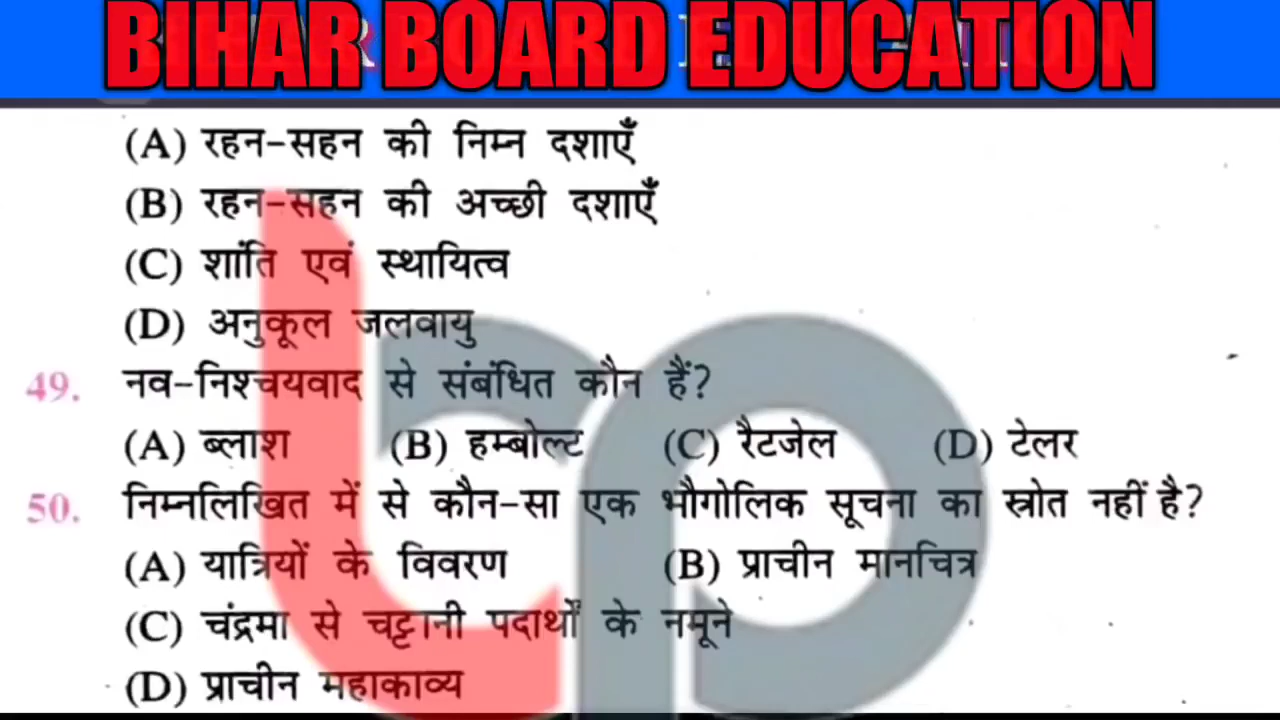 BIHAR BOARD EDUCATION
(A) रहन-सहन की निम्न दशाएँ
(B) रहन-सहन की अच्छी दशाएँ
(C) शांति एवं स्थायित्व
(D) अनुकूल जलवायु
49. नव-निश्चयवाद से संबंधित कौन हैं?
(A) ब्लाश (B) हम्बोल्ट (C) रैटजेल (D) टेलर
50. निम्नलिखित में से कौन-सा एक भौगोलिक सूचना का स्रोत नहीं है?
(A) यात्रियों के विवरण (B) प्राचीन मानचित्र
(C) चंद्रमा से चट्टानी पदार्थों के नमूने
(D) प्राचीन महाकाव्य